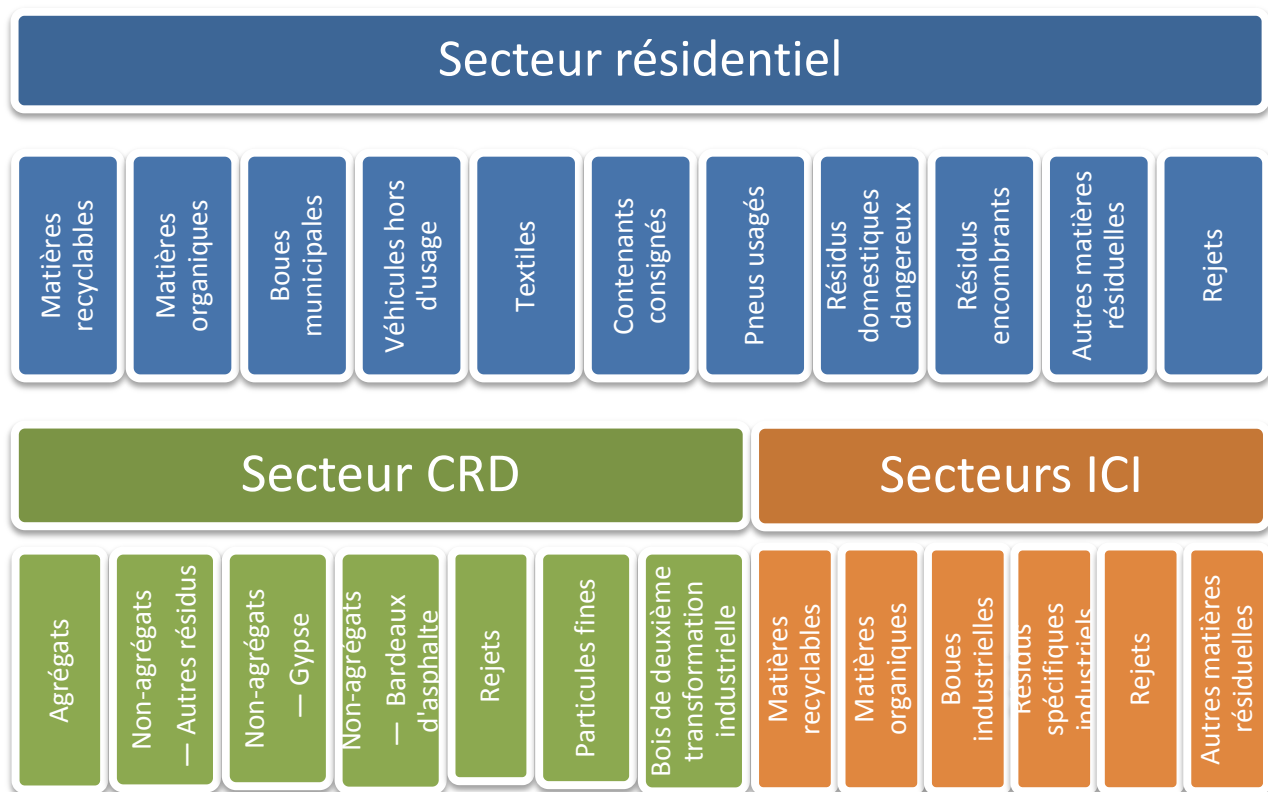 Secteur résidentiel
Matières
recyclables
Matières
organiques
Boues
municipales
Véhicules hors
d'usage
Textiles
Contenants
consignés
Pneus usagés
Résidus
domestiques
dangereux
Résidus
encombrants
Autres matières
résiduelles
Rejets
Secteur CRD
Secteurs ICI
Agrégats
Non-agrégats
— Autres résidus
Non-agrégats
— Gypse
Non-agrégats
— Bardeaux
d'asphalte
Rejets
Particules fines
Bois de deuxième
transformation
industrielle
Matières
recyclables
Matières
organiques
Boues
industrielles
Résidus
spécifiques
industriels
Rejets
Autres matières
résiduelles